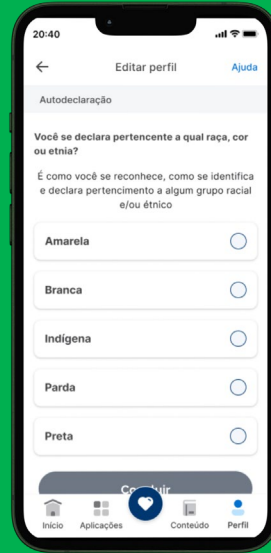 20:40
Editar perfil
Ajuda
Autodeclaração
Você se declara pertencente a qual raça, cor
ou etnia?
É como você se reconhece, como se identifica
e declara pertencimento a algum grupo racial
e/ou étnico
Amarela
Branca
Indígena
Parda
Preta
Início
Aplicações
Conteúdo
Perfil